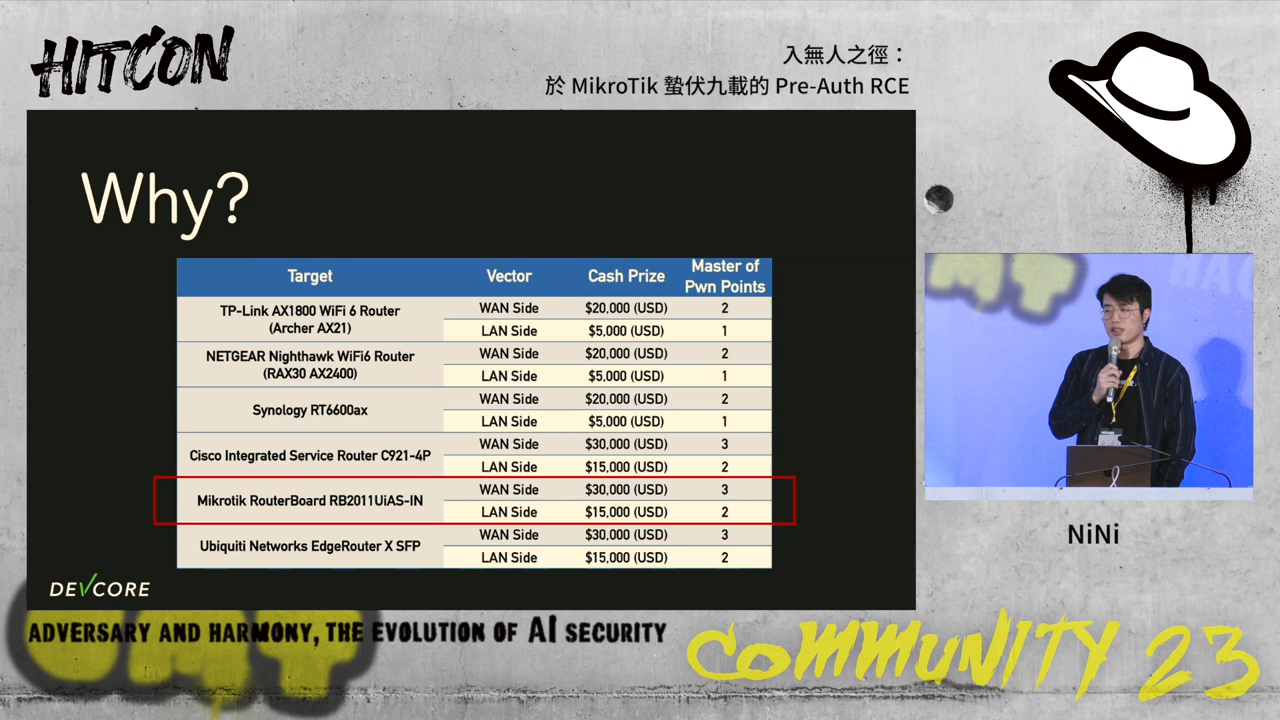 HITCON
入無人之徑：
於 MikroTik 蟄伏九載的 Pre-Auth RCE
Why?
Target Vector Cash Prize Master of Pwn Points
TP-Link AX1800 WiFi 6 Router (Archer AX21) WAN Side $20,000 (USD) 2
LAN Side $5,000 (USD) 1
NETGEAR Nighthawk WiFi6 Router (RAX30 AX2400) WAN Side $20,000 (USD) 2
LAN Side $5,000 (USD) 1
Synology RT6600ax WAN Side $20,000 (USD) 2
LAN Side $5,000 (USD) 1
Cisco Integrated Service Router C921-4P WAN Side $30,000 (USD) 3
LAN Side $15,000 (USD) 2
Mikrotik RouterBoard RB2011UiAS-IN WAN Side $30,000 (USD) 3
LAN Side $15,000 (USD) 2
Ubiquiti Networks EdgeRouter X SFP WAN Side $30,000 (USD) 3
LAN Side $15,000 (USD) 2
DEVCORE
NiNi
ADVERSARY AND HARMONY, THE EVOLUTION OF AI SECURITY
COMMUNITY 23